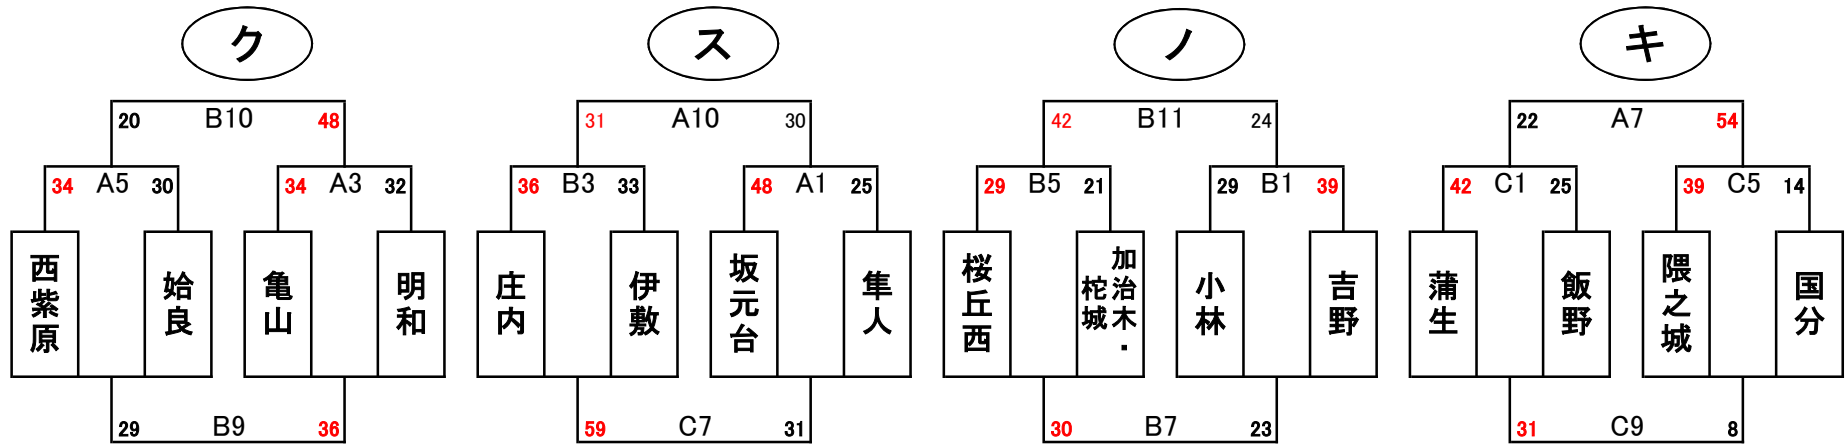 ク ス ノ キ
20 B10 48 31 A10 30 42 B11 24 22 A7 54
34 A5 30 34 A3 32 36 B3 33 48 A1 25 29 B5 21 29 B1 39 42 C1 25 39 C5 14
西紫原 姶良 亀山 明和 庄内 伊敷 坂元台 隼人 桜丘西 加治木・柁城 小林 吉野 蒲生 飯野 隈之城 国分
29 B9 36 59 C7 31 30 B7 23 31 C9 8